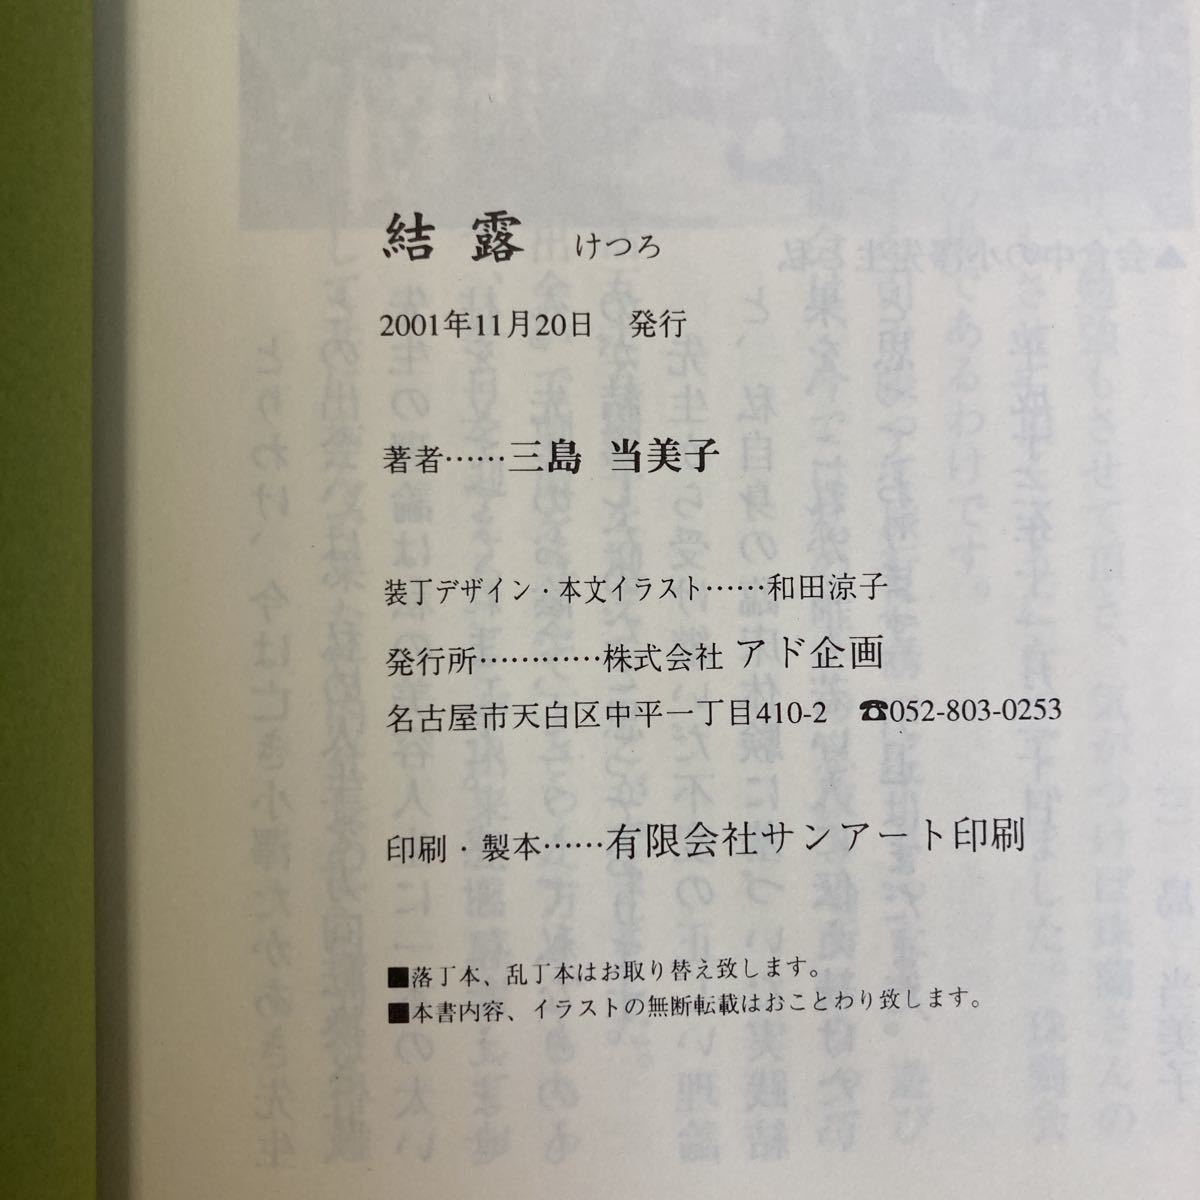 結露 けつろ
2001年11月20日 発行
著者……三島 当美子
装丁デザイン・本文イラスト……和田涼子
発行所…………株式会社 アド企画
名古屋市天白区中平一丁目410-2 ☎052-803-0253
印刷・製本……有限会社サンアート印刷
■落丁本、乱丁本はお取り替え致します。
■本書内容、イラストの無断転載はおことわり致します。